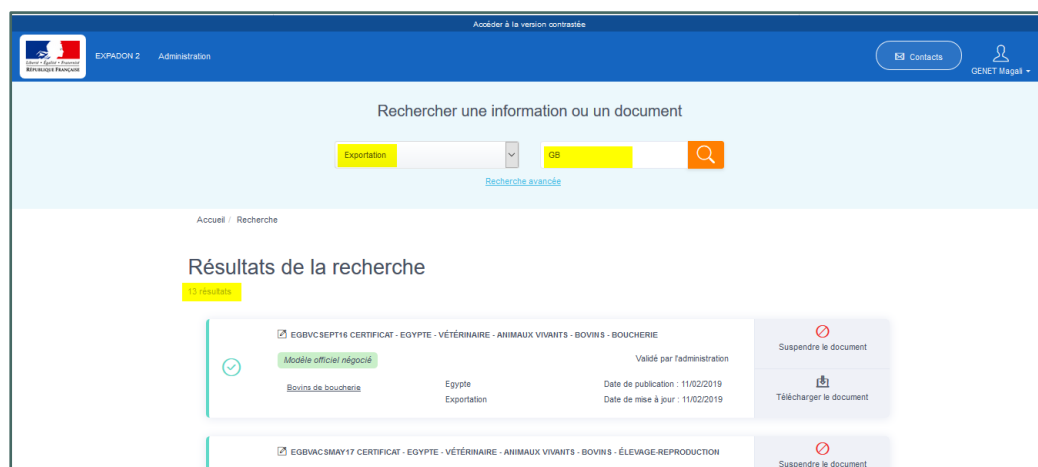 Accéder à la version contrastée
Liberté • Égalité • Fraternité
RÉPUBLIQUE FRANÇAISE
EXPADON 2 Administration
Contacts
GENET Magali
Rechercher une information ou un document
Exportation GB
Recherche avancée
Accueil / Recherche
Résultats de la recherche
13 résultats
EGBVCSEPT16 CERTIFICAT - EGYPTE - VÉTÉRINAIRE - ANIMAUX VIVANTS - BOVINS - BOUCHERIE
Suspendre le document
Modèle officiel négocié Validé par l'administration
Bovins de boucherie Egypte Date de publication : 11/02/2019
Télécharger le document
Exportation Date de mise à jour : 11/02/2019
EGBVACSMAY17 CERTIFICAT - EGYPTE - VÉTÉRINAIRE - ANIMAUX VIVANTS - BOVINS - ÉLEVAGE-REPRODUCTION
Suspendre le document